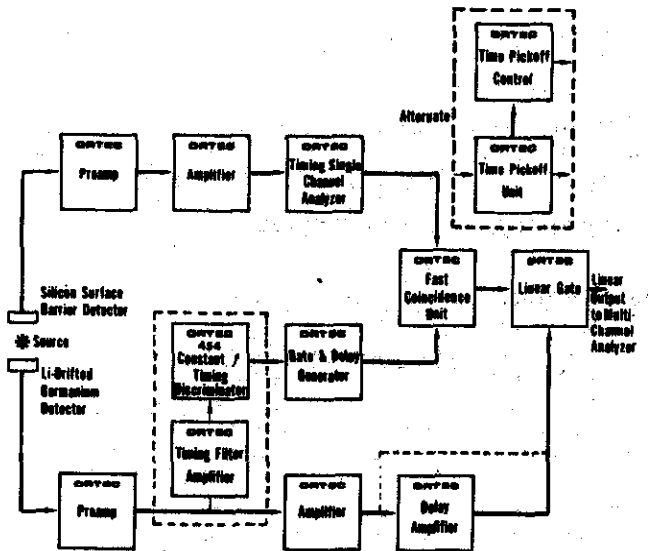 ORTEC
Time Pickoff
Control
Alternate
ORTEC
Time Pickoff
Unit
ORTEC
Preamp
ORTEC
Amplifier
ORTEC
Timing Single
Channel
Analyzer
ORTEC
Fast
Coincidence
Unit
ORTEC
Linear Gate
Linear
Output
to Multi-
Channel
Analyzer
Silicon Surface
Barrier Detector
Source
Li-Drifted
Germanium
Detector
ORTEC
454
Constant f
Timing
Discriminator
ORTEC
Gate & Delay
Generator
ORTEC
Timing Filter
Amplifier
ORTEC
Preamp
ORTEC
Amplifier
ORTEC
Delay
Amplifier